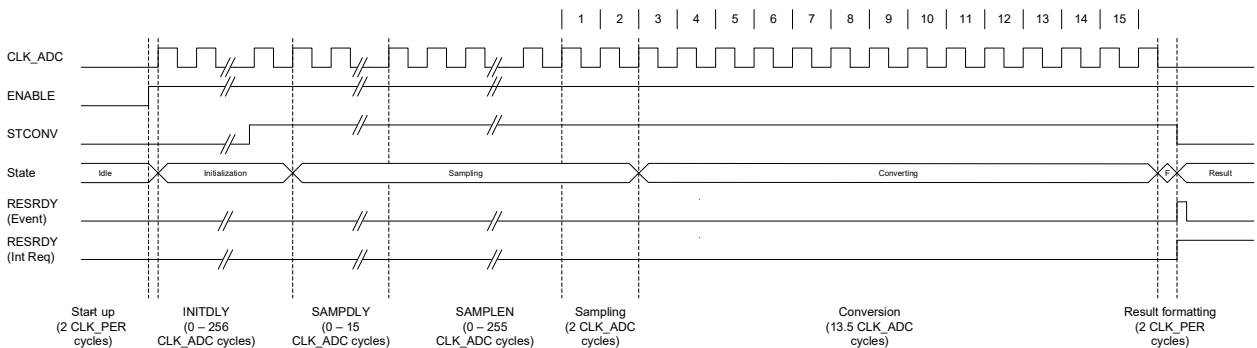 1 2 3 4 5 6 7 8 9 10 11 12 13 14 15
CLK_ADC
ENABLE
STCONV
State Idle Initialization Sampling Converting F Result
RESRDY
(Event)
RESRDY
(Int Req)
Start up
(2 CLK_PER
cycles)
INITDLY
(0 – 256
CLK_ADC cycles)
SAMPDLY
(0 – 15
CLK_ADC cycles)
SAMPLEN
(0 – 255
CLK_ADC cycles)
Sampling
(2 CLK_ADC
cycles)
Conversion
(13.5 CLK_ADC
cycles)
Result formatting
(2 CLK_PER
cycles)